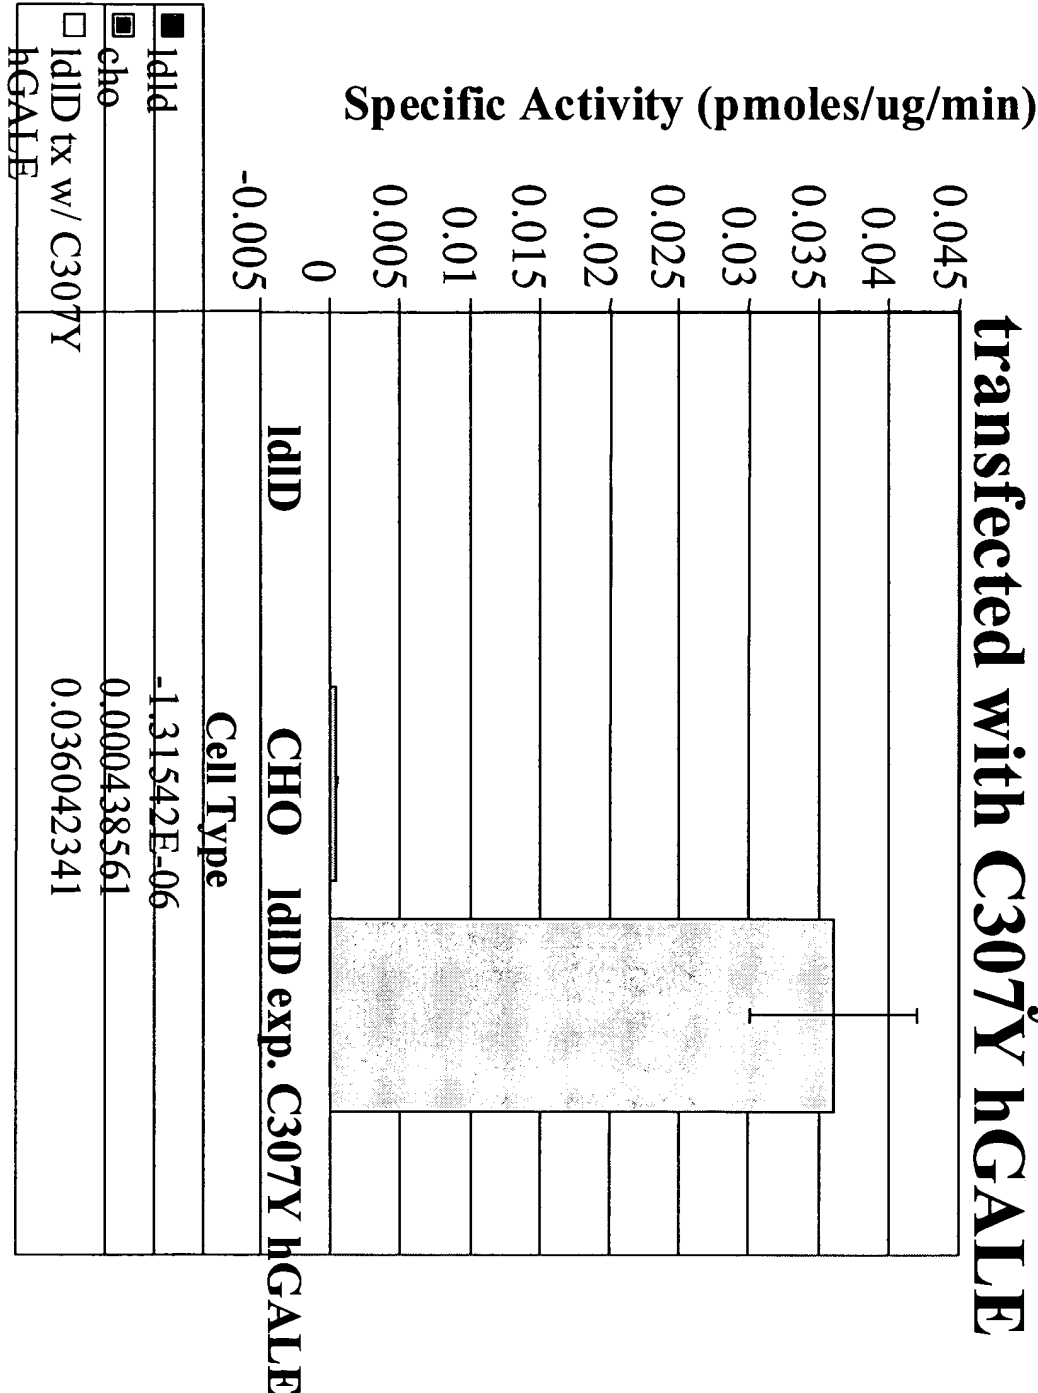 transfected with C307Y hGALE
Specific Activity (pmoles/ug/min)
0.045
0.04
0.035
0.03
0.025
0.02
0.015
0.01
0.005
0
-0.005
ldlD
CHO
ldlD exp. C307Y hGALE
Cell Type
ldld
-1.31542E-06
cho
0.000438561
ldlD tx w/ C307Y
hGALE
0.036042341